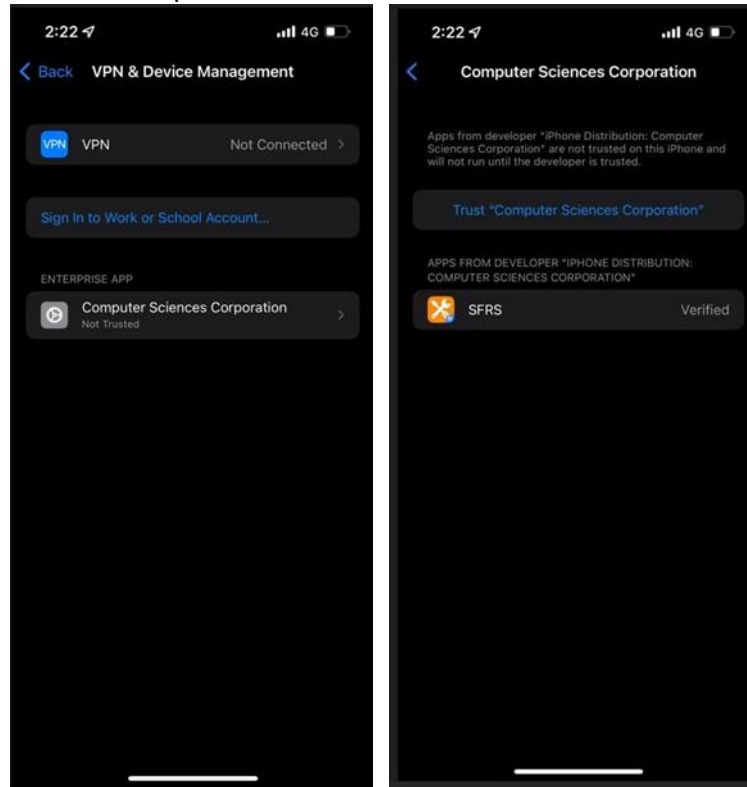 2:22 4G
Back VPN & Device Management
VPN VPN Not Connected
Sign In to Work or School Account...
ENTERPRISE APP
Computer Sciences Corporation
Not Trusted
2:22 4G
Computer Sciences Corporation
Apps from developer "iPhone Distribution: Computer
Sciences Corporation" are not trusted on this iPhone and
will not run until the developer is trusted.
Trust "Computer Sciences Corporation"
APPS FROM DEVELOPER "IPHONE DISTRIBUTION:
COMPUTER SCIENCES CORPORATION"
SFRS Verified